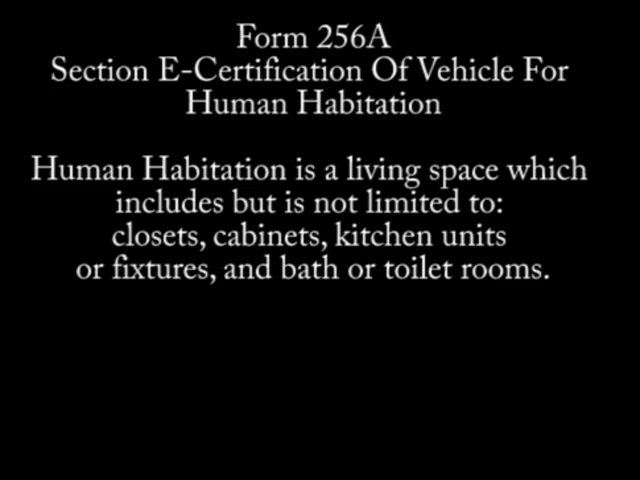 Form 256A
Section E-Certification Of Vehicle For
Human Habitation
Human Habitation is a living space which
includes but is not limited to:
closets, cabinets, kitchen units
or fixtures, and bath or toilet rooms.